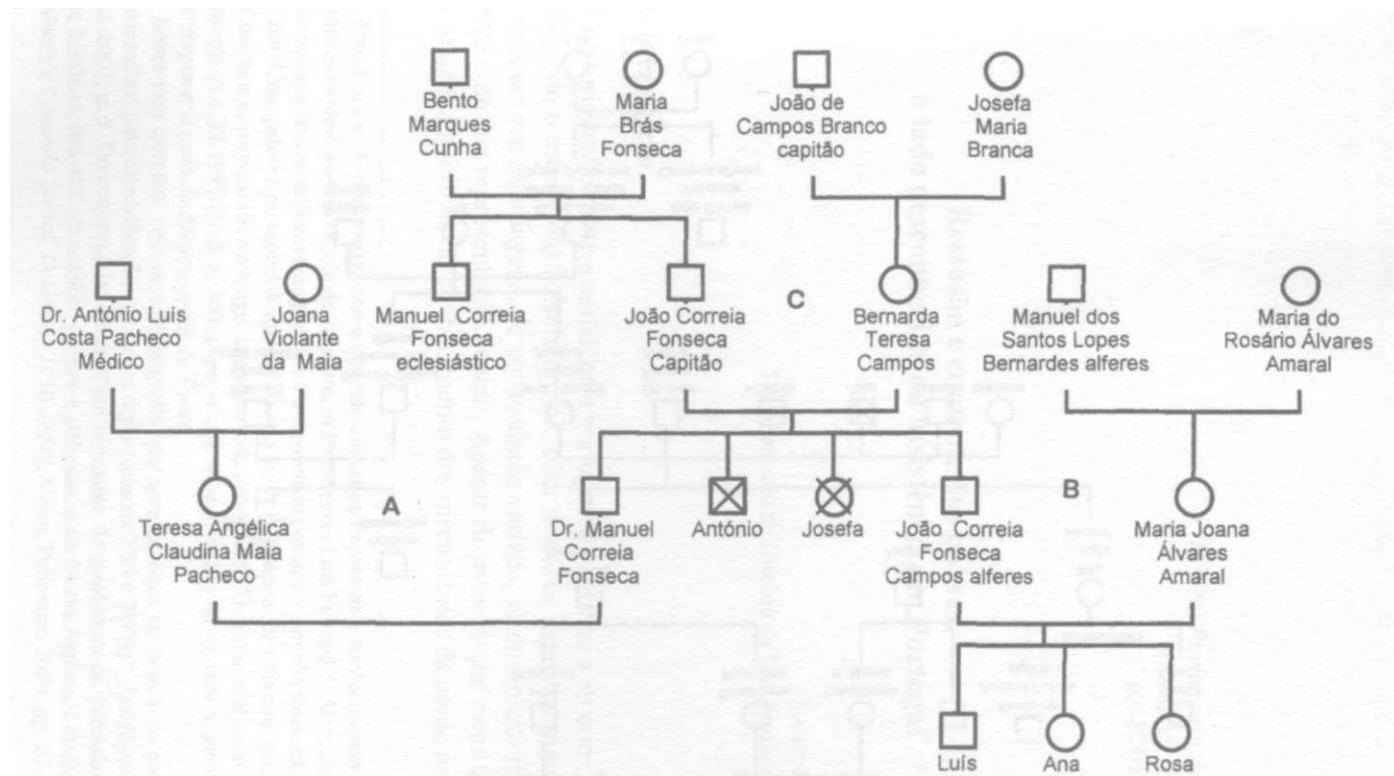 Bento
Marques
Cunha
Maria
Brás
Fonseca
João de
Campos Branco
capitão
Josefa
Maria
Branca
Dr. António Luís
Costa Pacheco
Médico
Joana
Violante
da Maia
Manuel Correia
Fonseca
eclesiástico
João Correia
Fonseca
Capitão
C
Bernarda
Teresa
Campos
Manuel dos
Santos Lopes
Bernardes alferes
Maria do
Rosário Álvares
Amaral
Teresa Angélica
Claudina Maia
Pacheco
A
Dr. Manuel
Correia
Fonseca
António
Josefa
João Correia
Fonseca
Campos alferes
B
Maria Joana
Álvares
Amaral
Luís
Ana
Rosa